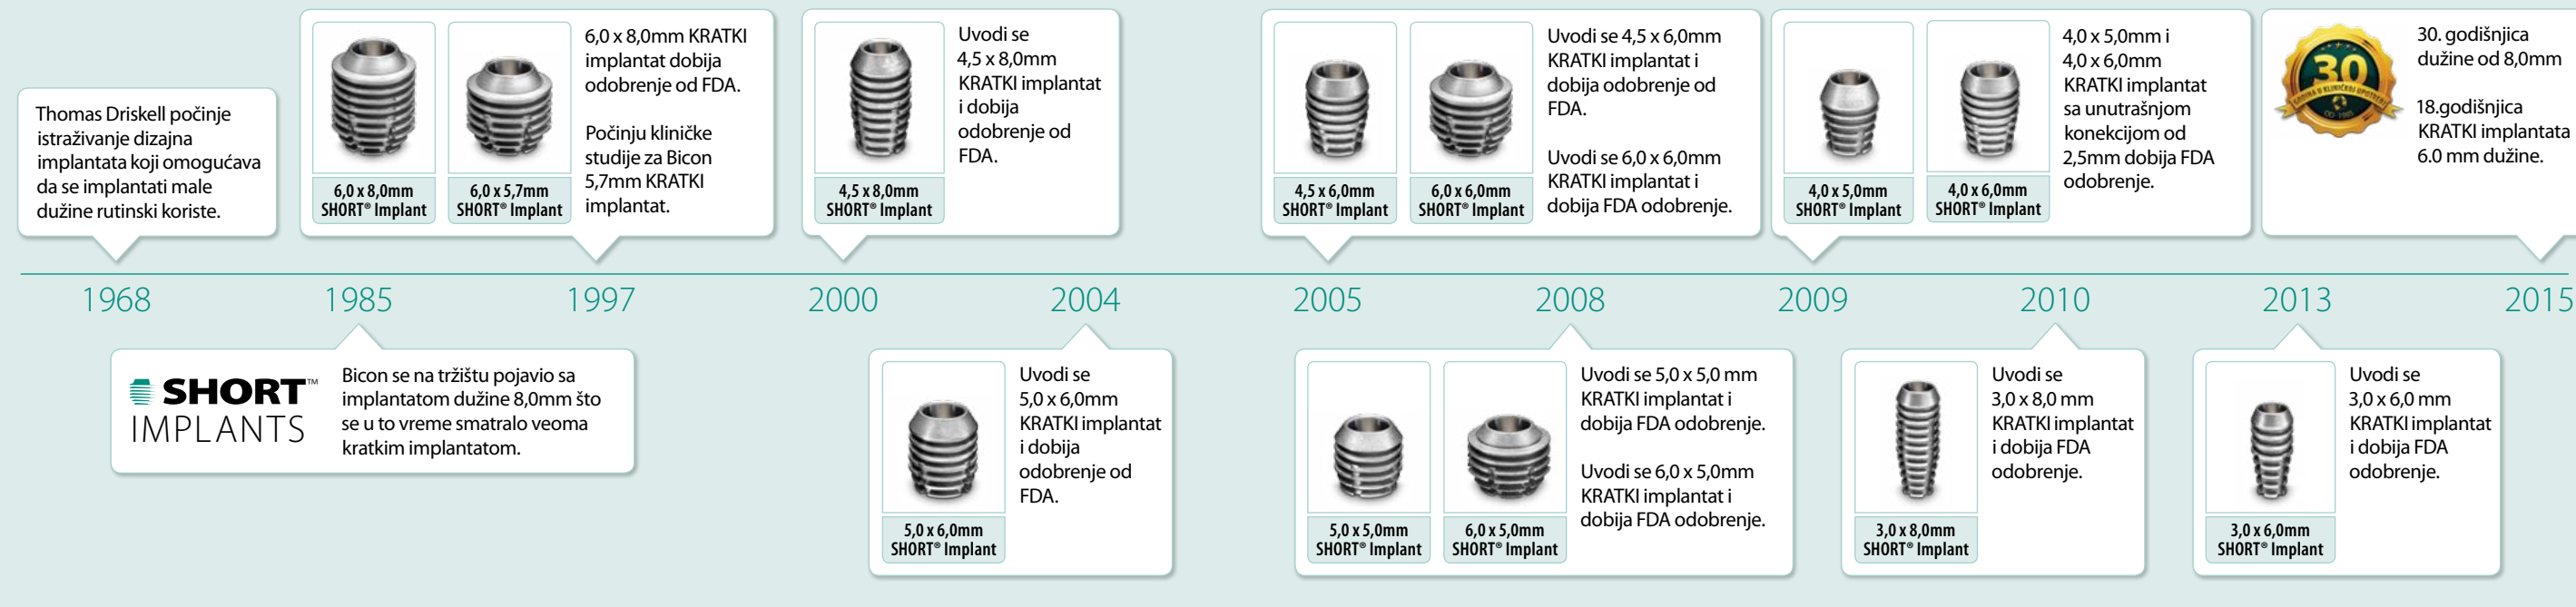 Thomas Driskell počinje
istraživanje dizajna
implantata koji omogućava
da se implantati male
dužine rutinski koriste.
6,0 x 8,0mm
SHORT® Implant
6,0 x 5,7mm
SHORT® Implant
6,0 x 8,0mm KRATKI
implantat dobija
odobrenje od FDA.
Počinju kliničke
studije za Bicon
5,7mm KRATKI
implantat.
4,5 x 8,0mm
SHORT® Implant
Uvodi se
4,5 x 8,0mm
KRATKI implantat
i dobija
odobrenje od
FDA.
4,5 x 6,0mm
SHORT® Implant
6,0 x 6,0mm
SHORT® Implant
Uvodi se 4,5 x 6,0mm
KRATKI implantat i
dobija odobrenje od
FDA.
Uvodi se 6,0 x 6,0mm
KRATKI implantat i
dobija FDA odobrenje.
4,0 x 5,0mm
SHORT® Implant
4,0 x 6,0mm
SHORT® Implant
4,0 x 5,0mm i
4,0 x 6,0mm
KRATKI implantat
sa unutrašnjom
konekcijom od
2,5mm dobija FDA
odobrenje.
30
GODINA U KLINIČKOJ UPOTREBI
OD 1985
30. godišnjica
dužine od 8,0mm
18.godišnjica
KRATKI implantata
6.0 mm dužine.
1968
1985
1997
2000
2004
2005
2008
2009
2010
2013
2015
SHORT™
IMPLANTS
Bicon se na tržištu pojavio sa
implantatom dužine 8,0mm što
se u to vreme smatralo veoma
kratkim implantatom.
5,0 x 6,0mm
SHORT® Implant
Uvodi se
5,0 x 6,0mm
KRATKI implantat
i dobija
odobrenje od
FDA.
5,0 x 5,0mm
SHORT® Implant
6,0 x 5,0mm
SHORT® Implant
Uvodi se 5,0 x 5,0 mm
KRATKI implantat i
dobija FDA odobrenje.
Uvodi se 6,0 x 5,0mm
KRATKI implantat i
dobija FDA odobrenje.
3,0 x 8,0mm
SHORT® Implant
Uvodi se
3,0 x 8,0 mm
KRATKI implantat
i dobija FDA
odobrenje.
3,0 x 6,0mm
SHORT® Implant
Uvodi se
3,0 x 6,0 mm
KRATKI implantat
i dobija FDA
odobrenje.